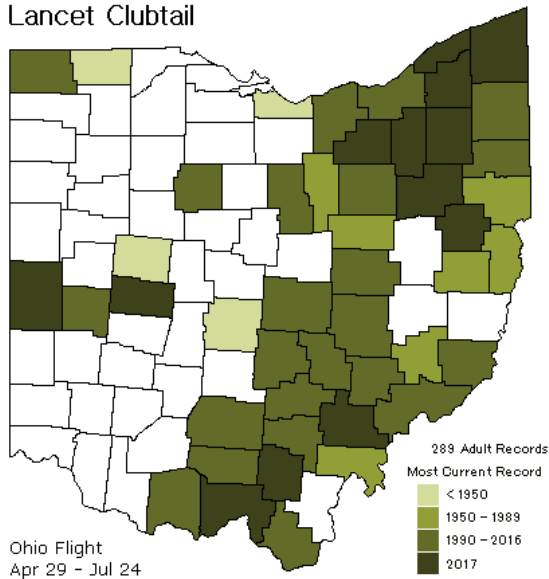 Lancet Clubtail
289 Adult Records
Most Current Record
< 1950
1950 – 1989
1990 – 2016
2017
Ohio Flight
Apr 29 - Jul 24